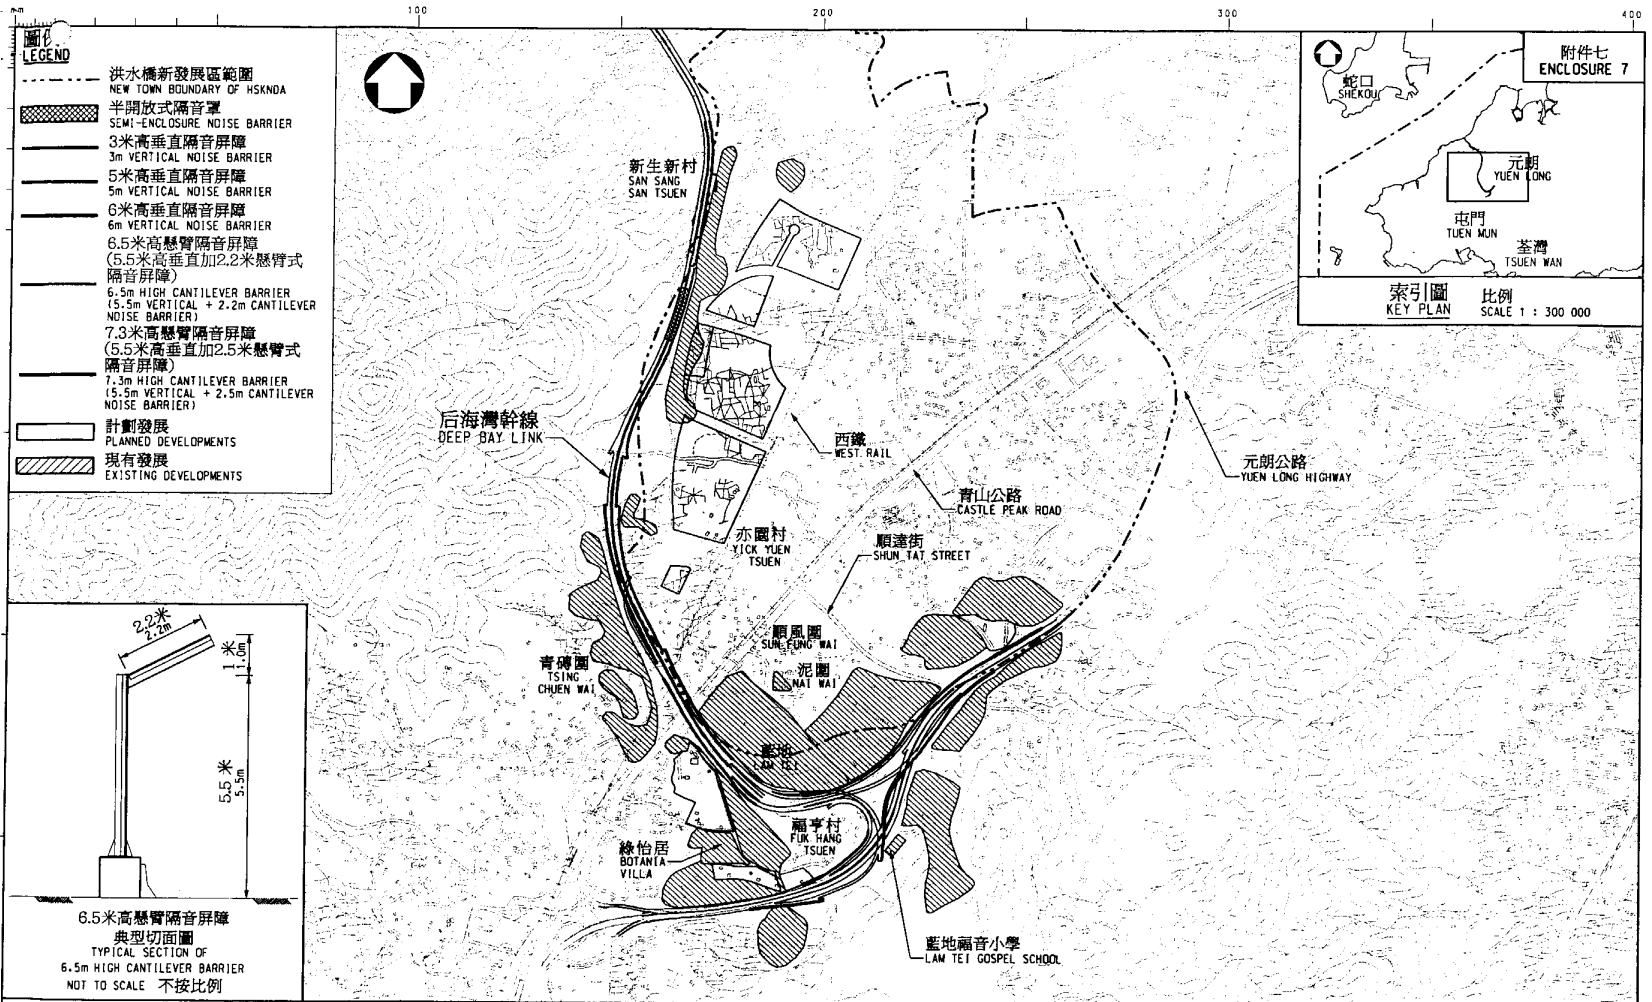 mm
100
200
300
400
LEGEND
洪水橋新發展區範圍
NEW TOWN BOUNDARY OF HSKNDA
半開放式隔音罩
SEMI-ENCLOSURE NOISE BARRIER
3米高垂直隔音屏障
3m VERTICAL NOISE BARRIER
5米高垂直隔音屏障
5m VERTICAL NOISE BARRIER
6米高垂直隔音屏障
6m VERTICAL NOISE BARRIER
6.5米高懸臂隔音屏障
(5.5米高垂直加2.2米懸臂式
隔音屏障)
6.5m HIGH CANTILEVER BARRIER
(5.5m VERTICAL + 2.2m CANTILEVER
NOISE BARRIER)
7.3米高懸臂隔音屏障
(5.5米高垂直加2.5米懸臂式
隔音屏障)
7.3m HIGH CANTILEVER BARRIER
(5.5m VERTICAL + 2.5m CANTILEVER
NOISE BARRIER)
計劃發展
PLANNED DEVELOPMENTS
現有發展
EXISTING DEVELOPMENTS
附件七
ENCLOSURE 7
蛇口
SHEKOU
元朗
YUEN LONG
屯門
TUEN MUN
荃灣
TSUEN WAN
索引圖
KEY PLAN
比例
SCALE 1 : 300 000
新生新村
SAN SANG
SAN TSUEN
后海灣幹線
DEEP BAY LINK
西鐵
WEST RAIL
元朗公路
YUEN LONG HIGHWAY
青山公路
CASTLE PEAK ROAD
亦園村
YICK YUEN
TSUEN
順達街
SHUN TAT STREET
順風圍
SUN FUNG WAI
泥圍
NAI WAI
青磚圍
TSING
CHUEN WAI
藍地
LAM TEI
福亨村
FUK HANG
TSUEN
綠怡居
BOTANIA
VILLA
藍地福音小學
LAM TEI GOSPEL SCHOOL
2.2米
2.2m
1米
1.0m
5.5米
5.5m
6.5米高懸臂隔音屏障
典型切面圖
TYPICAL SECTION OF
6.5m HIGH CANTILEVER BARRIER
NOT TO SCALE 不按比例